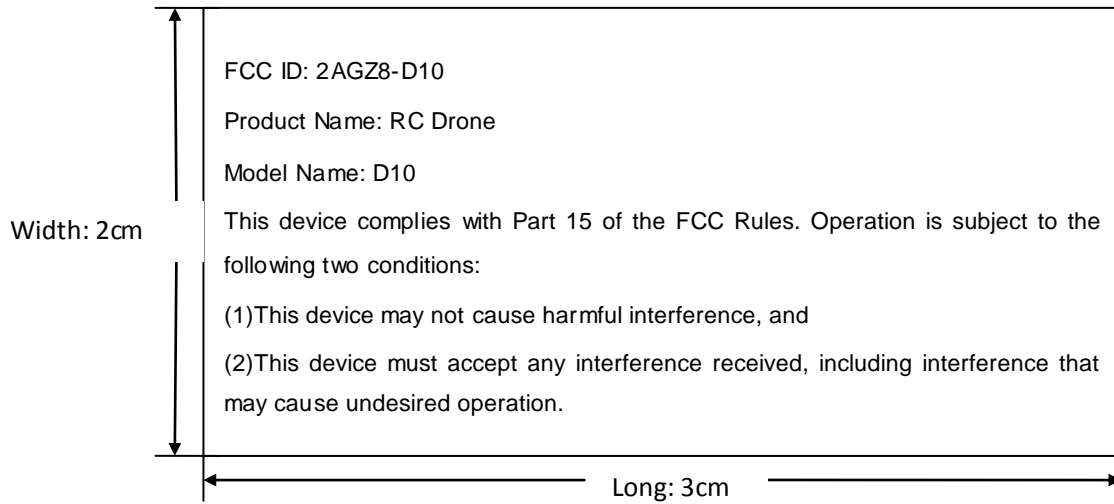 FCC ID: 2AGZ8-D10
Product Name: RC Drone
Model Name: D10
Width: 2cm
This device complies with Part 15 of the FCC Rules. Operation is subject to the
following two conditions:
(1)This device may not cause harmful interference, and
(2)This device must accept any interference received, including interference that
may cause undesired operation.
Long: 3cm